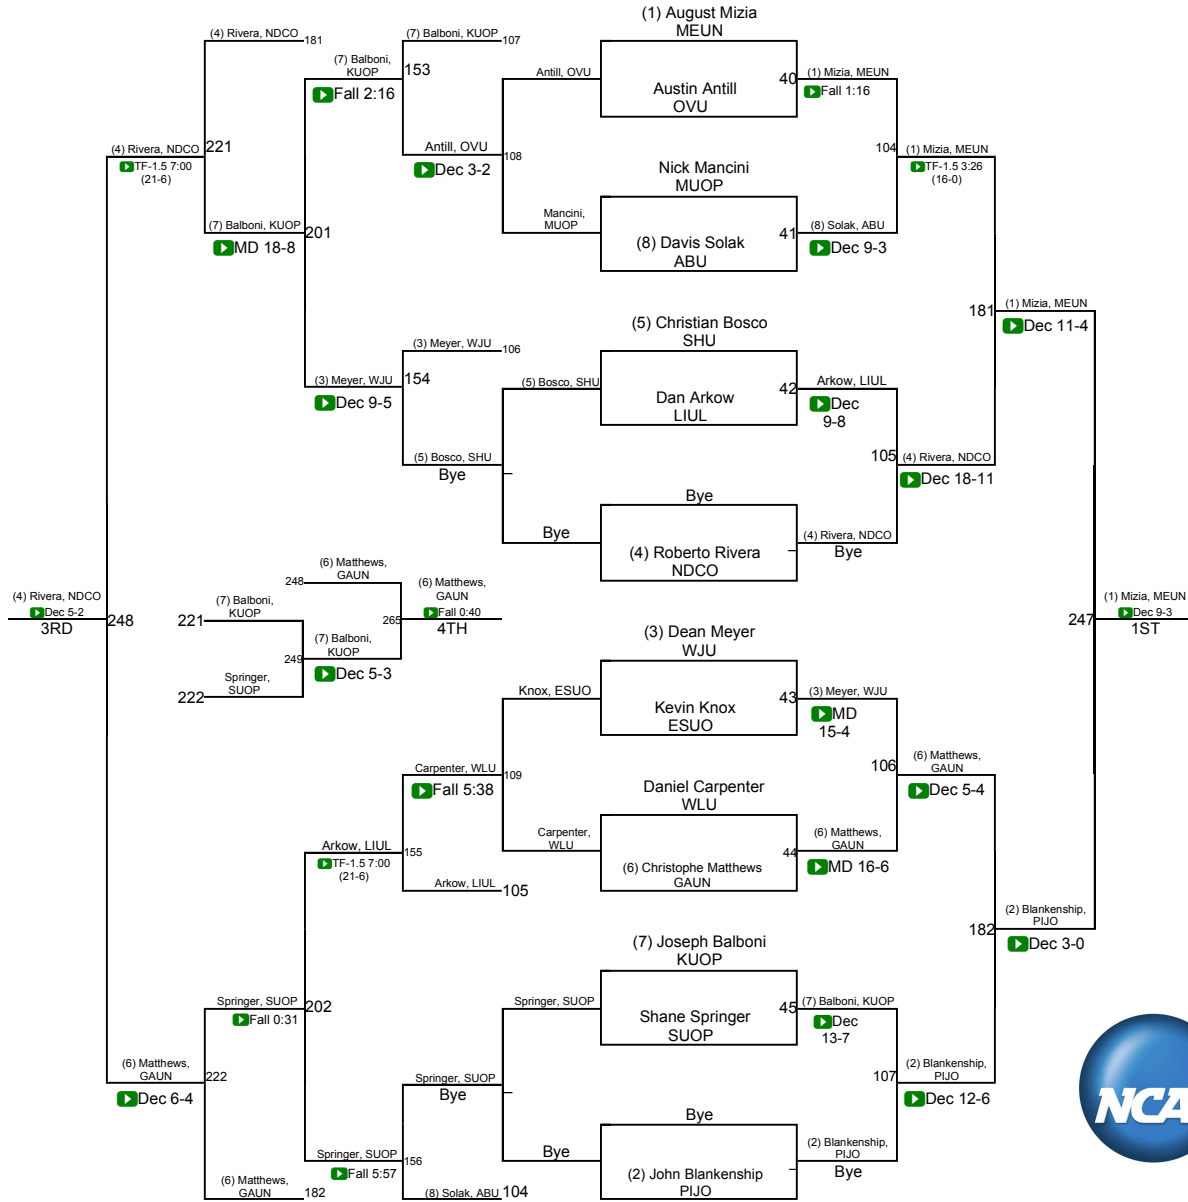 (1) August Mizia
MEUN
(4) Rivera, NDCO
181
(7) Balboni, KUOP
107
(7) Balboni,
KUOP
153
Antill, OVU
40
(1) Mizia, MEUN
Fall 2:16
Austin Antill
OVU
Fall 1:16
(4) Rivera, NDCO
221
TF-1.5 7:00
(21-6)
Antill, OVU
108
Dec 3-2
104
(1) Mizia, MEUN
TF-1.5 3:26
(16-0)
Nick Mancini
MUOP
(7) Balboni, KUOP
201
MD 18-8
Mancini,
MUOP
(8) Davis Solak
ABU
41
(8) Solak, ABU
Dec 9-3
181
(1) Mizia, MEUN
Dec 11-4
(5) Christian Bosco
SHU
(3) Meyer, WJU
106
(3) Meyer, WJU
154
Dec 9-5
(5) Bosco, SHU
Dan Arkow
LIUL
42
Arkow, LIUL
Dec
9-8
(5) Bosco, SHU
Bye
105
(4) Rivera, NDCO
Dec 18-11
Bye
Bye
(4) Roberto Rivera
NDCO
(4) Rivera, NDCO
Bye
(6) Matthews,
GAUN
248
(6) Matthews,
GAUN
Fall 0:40
4TH
265
(4) Rivera, NDCO
Dec 5-2
3RD
248
(7) Balboni,
KUOP
221
249
(7) Balboni,
KUOP
Dec 5-3
Springer,
SUOP
222
247
(1) Mizia, MEUN
Dec 9-3
1ST
(3) Dean Meyer
WJU
Knox, ESUO
Kevin Knox
ESUO
43
(3) Meyer, WJU
MD
15-4
Carpenter, WLU
109
Fall 5:38
106
(6) Matthews,
GAUN
Dec 5-4
Daniel Carpenter
WLU
Carpenter,
WLU
(6) Christophe Matthews
GAUN
44
(6) Matthews,
GAUN
MD 16-6
Arkow, LIUL
155
TF-1.5 7:00
(21-6)
Arkow, LIUL
105
182
(2) Blankenship,
PIJO
Dec 3-0
(7) Joseph Balboni
KUOP
Springer, SUOP
202
Fall 0:31
Springer, SUOP
Shane Springer
SUOP
45
(7) Balboni, KUOP
Dec
13-7
(6) Matthews,
GAUN
222
Dec 6-4
Springer, SUOP
Bye
107
(2) Blankenship,
PIJO
Dec 12-6
Bye
Springer, SUOP
156
Fall 5:57
Bye
(2) John Blankenship
PIJO
(2) Blankenship,
PIJO
Bye
(6) Matthews,
GAUN
182
(8) Solak, ABU
104
NCA